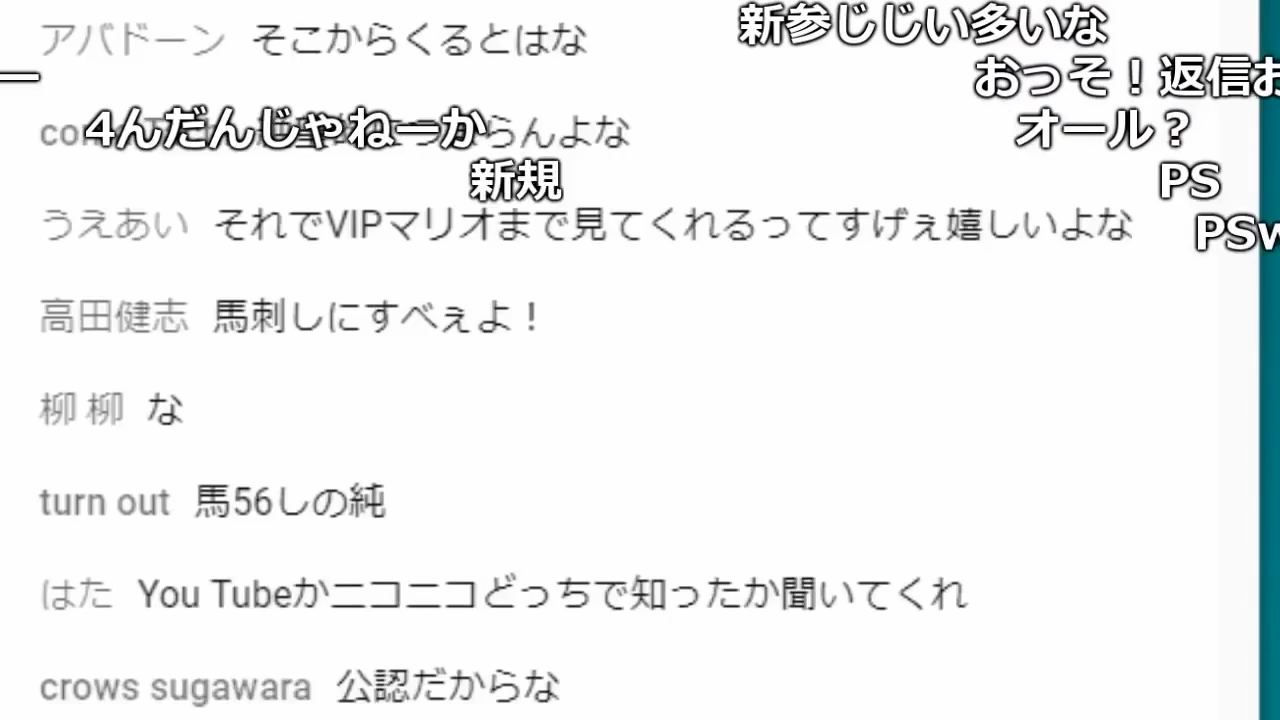 アバドーン そこからくるとはな
新参じじい多いな
ー
おっそ！返信お
4んだんじゃねーか
らんよな
オール？
新規
PS
うえあい それでVIPマリオまで見てくれるってすげぇ嬉しいよな
PSw
高田健志 馬刺しにすべぇよ！
柳 柳 な
turn out 馬56しの純
はた You Tubeかニコニコどっちで知ったか聞いてくれ
crows sugawara 公認だからな